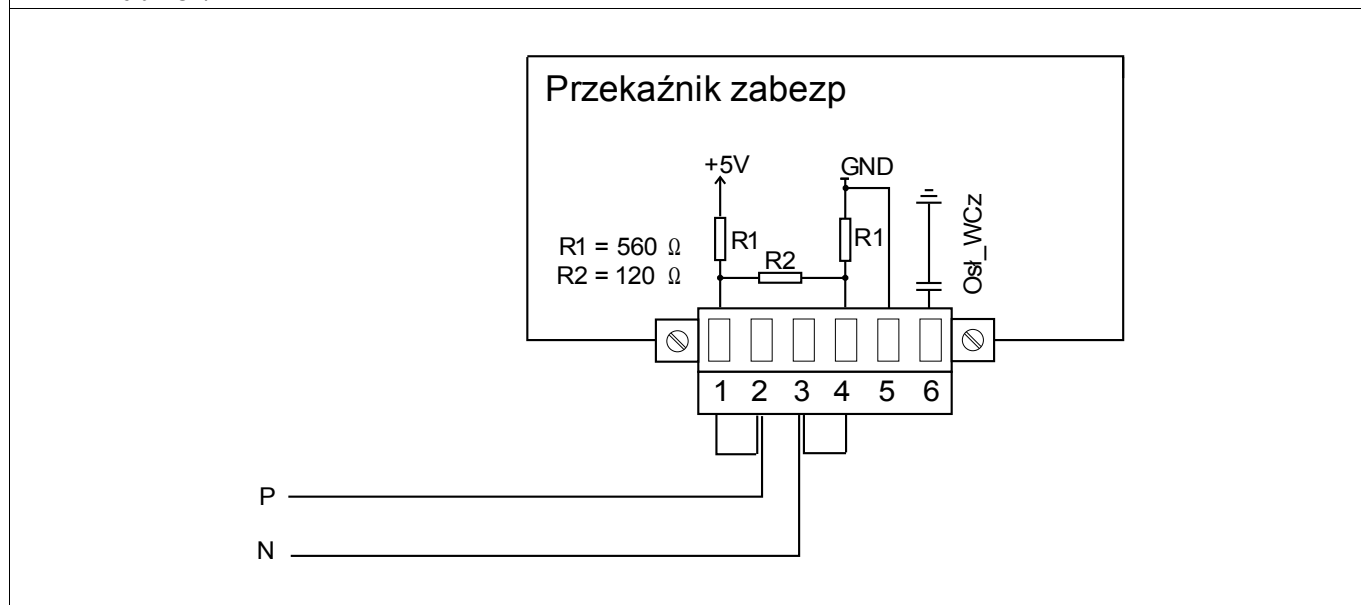 Przekaźnik zabezp
+5V
GND
R1 = 560 Ω
R2 = 120 Ω
R1
R2
R1
Osł_WCz
1 2 3 4 5 6
P
N